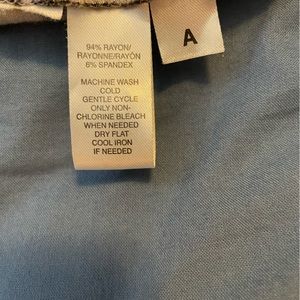 94% RAYON/
RAYONNE/RAYÓN
6% SPANDEX
MACHINE WASH
COLD
GENTLE CYCLE
ONLY NON-
CHLORINE BLEACH
WHEN NEEDED
DRY FLAT
COOL IRON
IF NEEDED
A